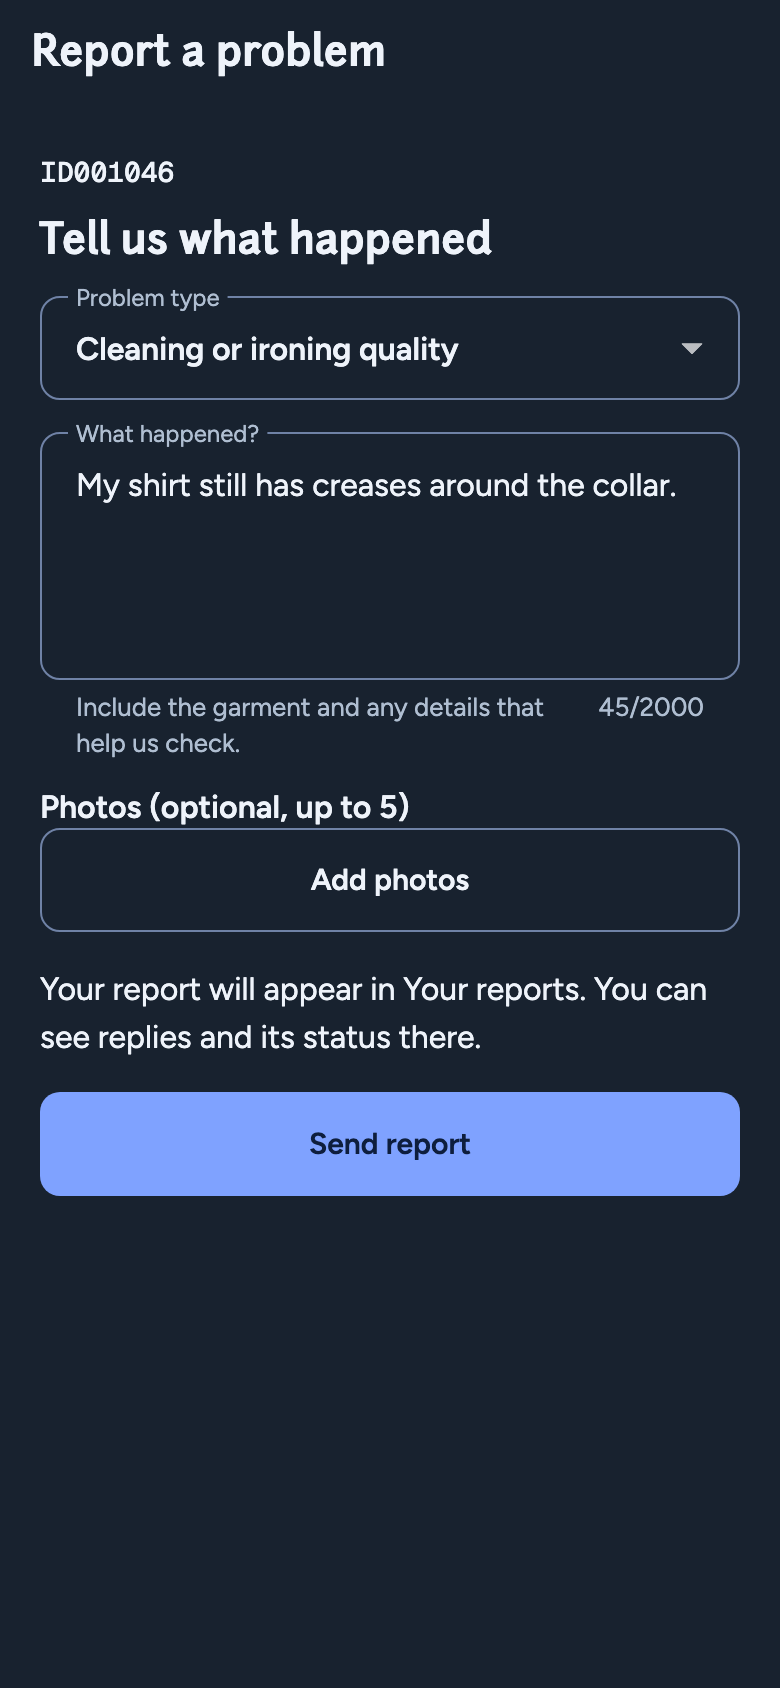 Report a problem
ID001046
Tell us what happened
Problem type
Cleaning or ironing quality
What happened?
My shirt still has creases around the collar.
Include the garment and any details that
help us check.
45/2000
Photos (optional, up to 5)
Add photos
Your report will appear in Your reports. You can
see replies and its status there.
Send report